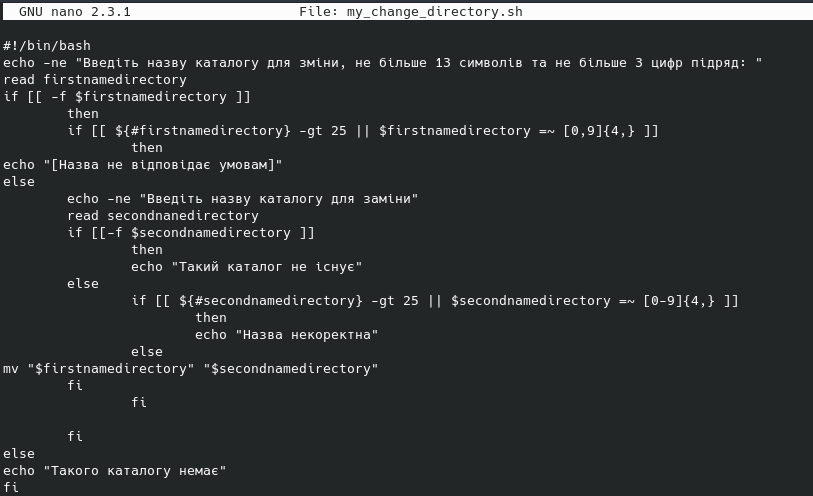 GNU nano 2.3.1 File: my_change_directory.sh
#!/bin/bash
echo -ne "Введіть назву каталогу для зміни, не більше 13 символів та не більше 3 цифр підряд: "
read firstnamedirectory
if [[ -f $firstnamedirectory ]]
then
if [[ ${#firstnamedirectory} -gt 25 || $firstnamedirectory =~ [0,9]{4,} ]]
then
echo "[Назва не відповідає умовам]"
else
echo -ne "Введіть назву каталогу для заміни"
read secondnanedirectory
if [[-f $secondnamedirectory ]]
then
echo "Такий каталог не існує"
else
if [[ ${#secondnamedirectory} -gt 25 || $secondnamedirectory =~ [0-9]{4,} ]]
then
echo "Назва некоректна"
else
mv "$firstnamedirectory" "$secondnamedirectory"
fi
fi
fi
else
echo "Такого каталогу немає"
fi